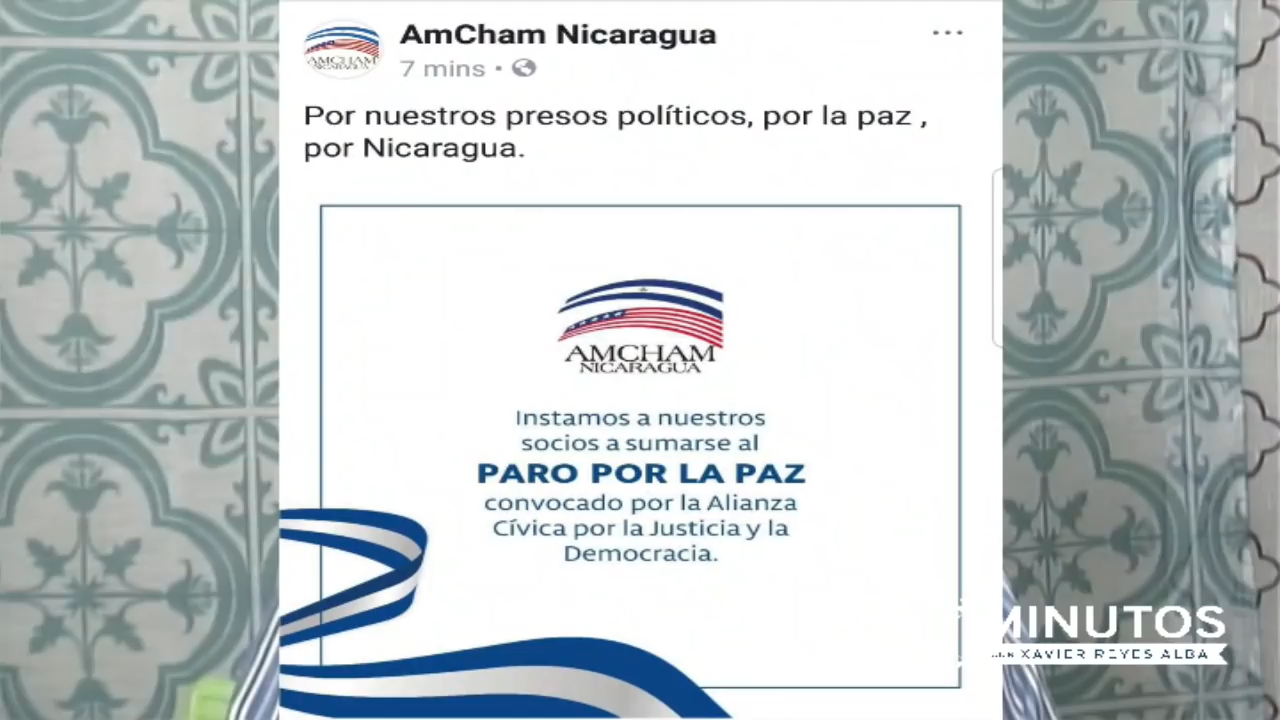 AmCham Nicaragua
7 mins
Por nuestros presos políticos, por la paz ,
por Nicaragua.
AMCHAM
NICARAGUA
Instamos a nuestros
socios a sumarse al
PARO POR LA PAZ
convocado por la Alianza
Cívica por la Justicia y la
Democracia.
MINUTOS
XAVIER REYES ALBA